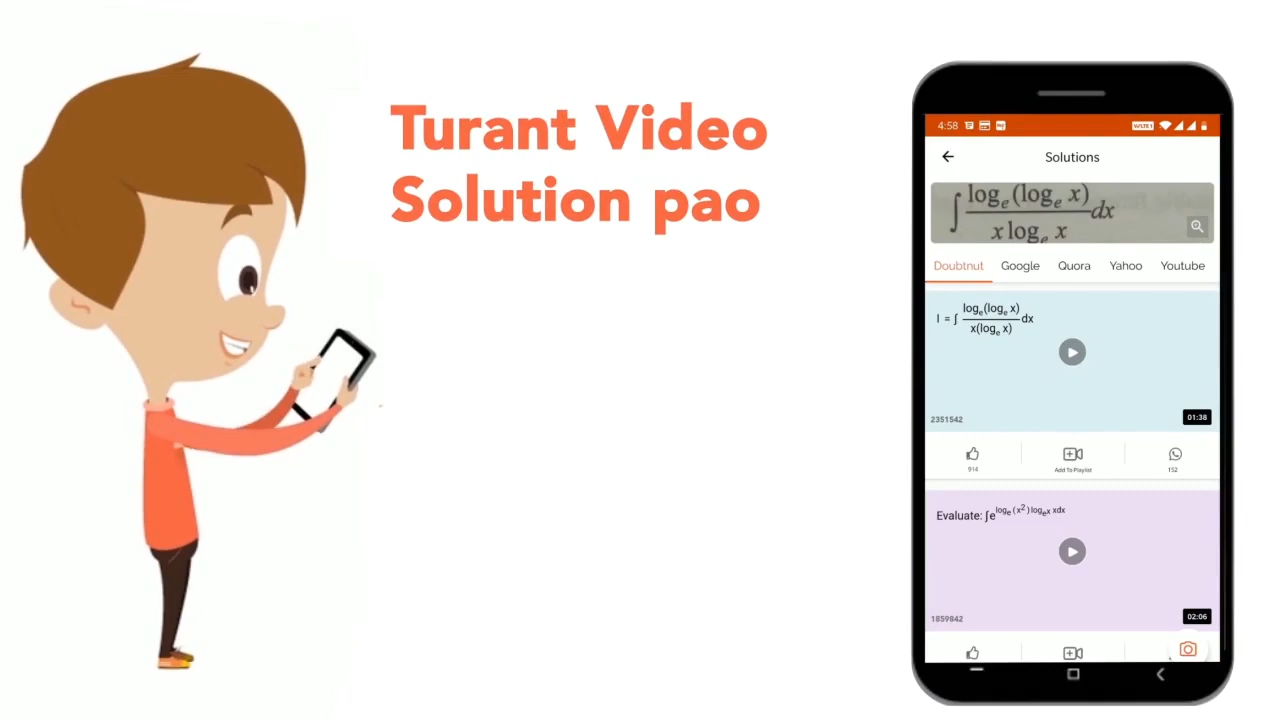 Turant Video
Solution pao
4:58
VoLTE1
Solutions
∫ logₑ(logₑ x) / x logₑ x dx
Doubtnut Google Quora Yahoo Youtube
I = ∫ logₑ(logₑ x) / x(logₑ x) dx
2351542
01:38
914
Add To Playlist
152
Evaluate: ∫e^logₑ(x²)logₑx xdx
1859842
02:06